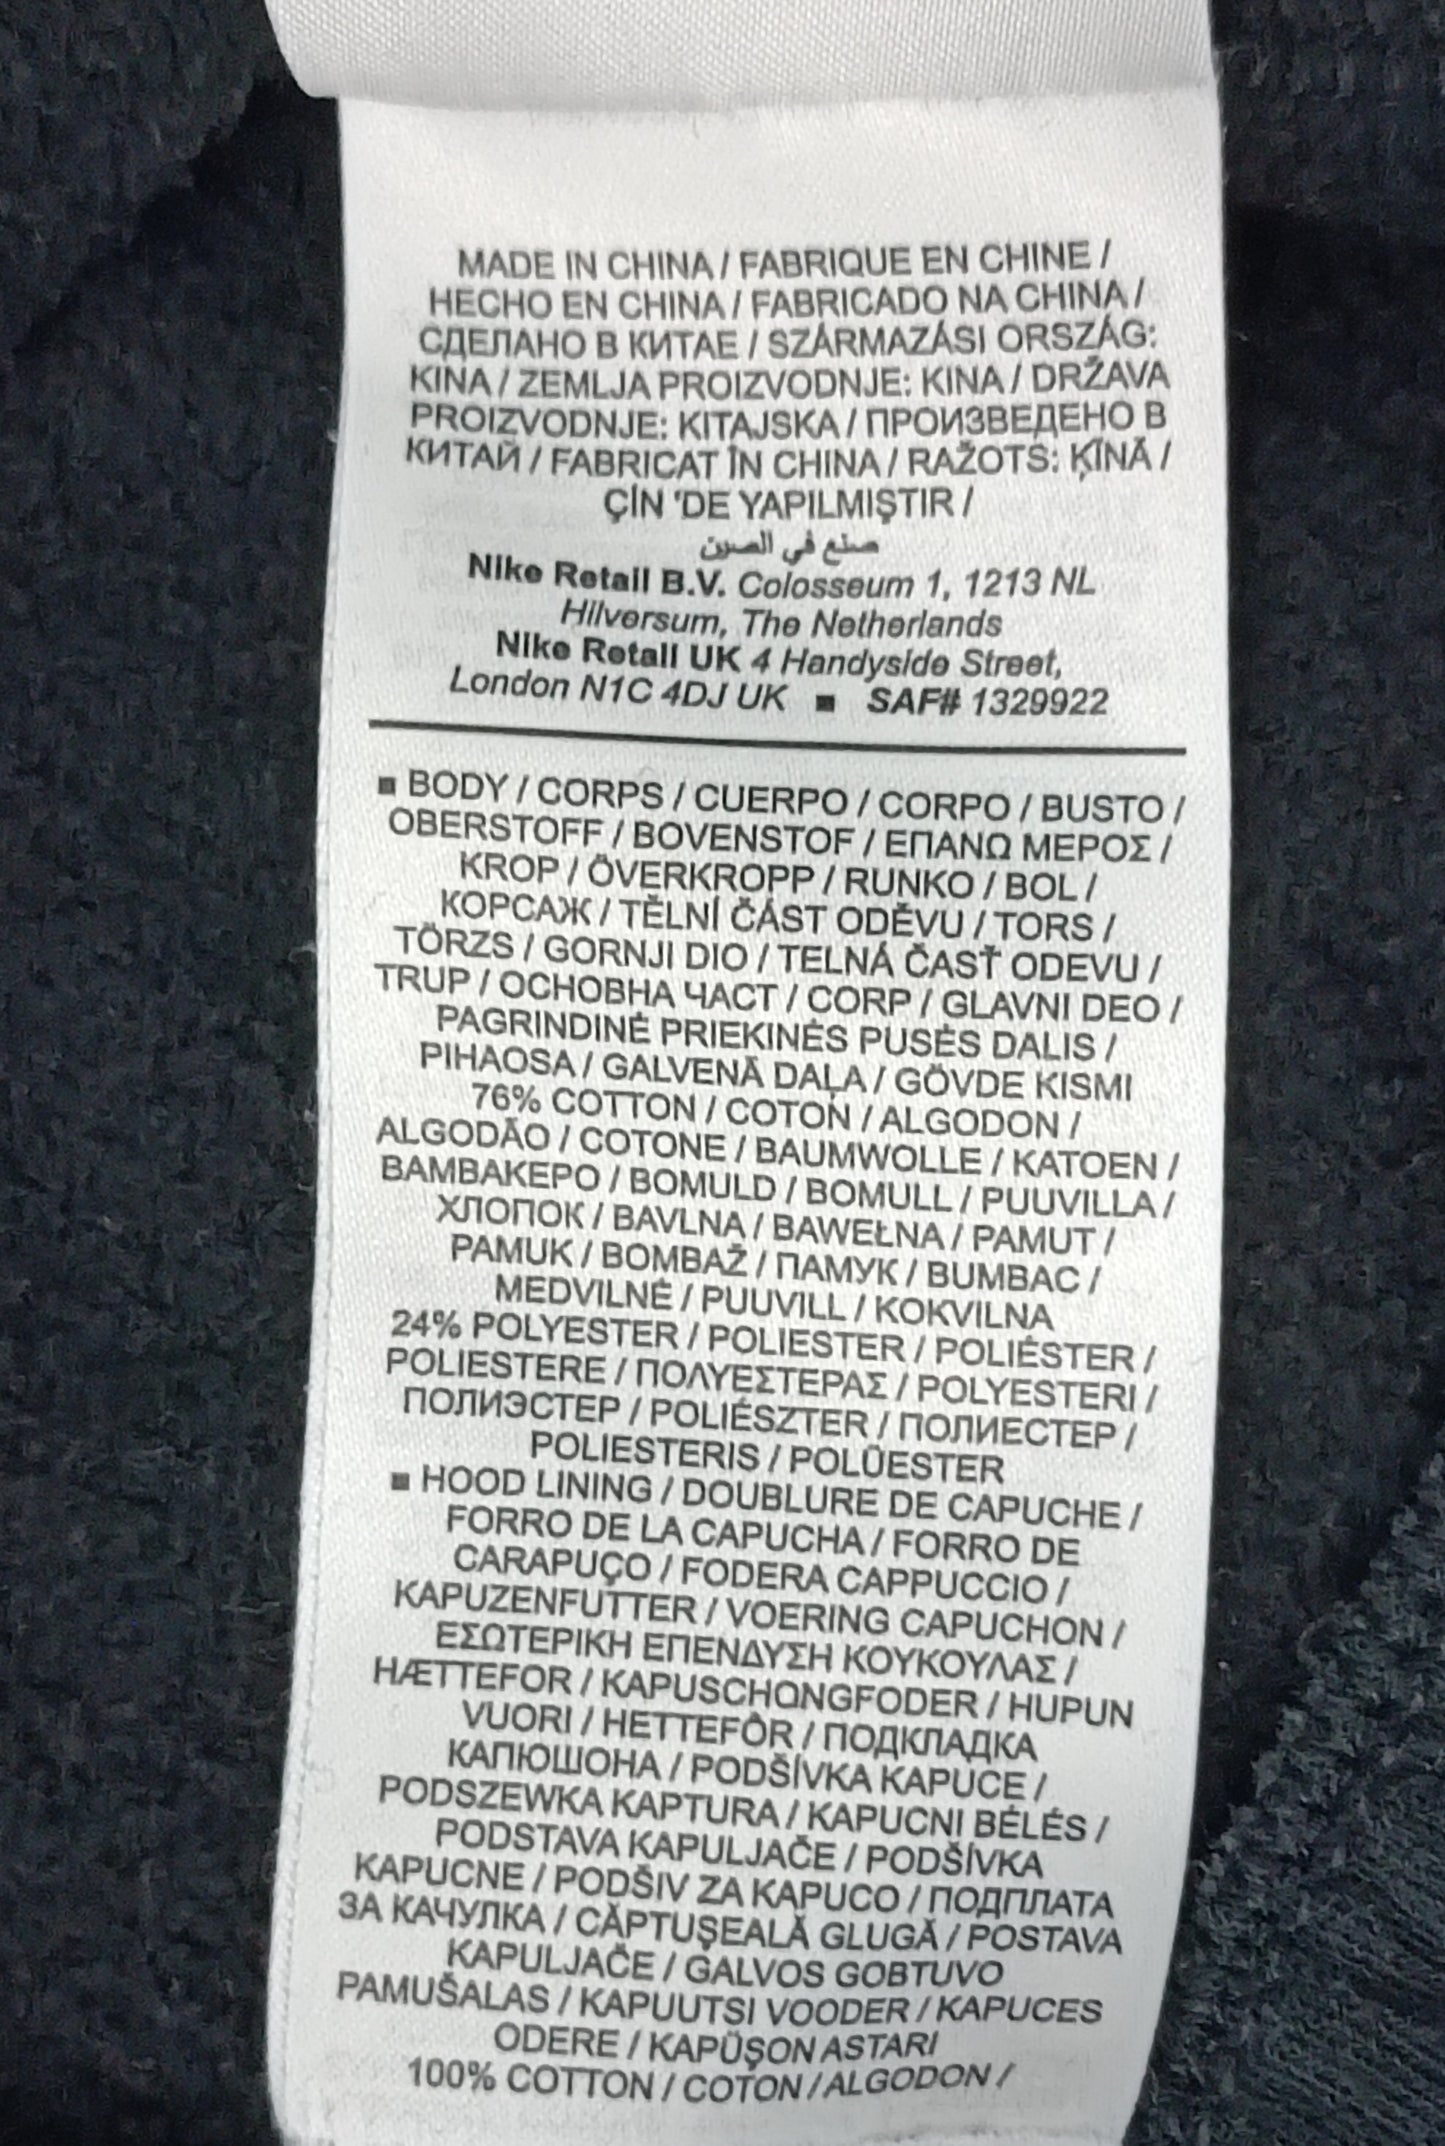 MADE IN CHINA / FABRIQUE EN CHINE /
HECHO EN CHINA / FABRICADO NA CHINA /
СДЕЛАНО В КИТАЕ / SZÁRMAZÁSI ORSZÁG:
KINA / ZEMLJA PROIZVODNJE: KINA / DRŽAVA
PROIZVODNJE: KITAJSKA / ПРОИЗВЕДЕНО В
КИТАЙ / FABRICAT ÎN CHINA / RAŽOTS: ĶĪNĀ /
ÇİN 'DE YAPILMIŞTIR /
صنع في الصين
Nike Retail B.V. Colosseum 1, 1213 NL
Hilversum, The Netherlands
Nike Retail UK 4 Handyside Street,
London N1C 4DJ UK ■ SAF# 1329922
■ BODY / CORPS / CUERPO / CORPO / BUSTO /
OBERSTOFF / BOVENSTOF / ΕΠΑΝΩ ΜΕΡΟΣ /
KROP / ÖVERKROPP / RUNKO / BOL /
КОРСАЖ / TĚLNÍ ČÁST ODĚVU / TORS /
TÖRZS / GORNJI DIO / TELNÁ ČASŤ ODEVU /
TRUP / ОСНОВНА ЧАСТ / CORP / GLAVNI DEO /
PAGRINDINĖ PRIEKINĖS PUSĖS DALIS /
PIHAOSA / GALVENĀ DAĻA / GÖVDE KISMI
76% COTTON / COTON / ALGODON /
ALGODÃO / COTONE / BAUMWOLLE / KATOEN /
ΒΑΜΒΑΚΕΡΟ / BOMULD / BOMULL / PUUVILLA /
ХЛОПОК / BAVLNA / BAWEŁNA / PAMUT /
PAMUK / BOMBAŽ / ПАМУК / BUMBAC /
MEDVILNĖ / PUUVILL / KOKVILNA
24% POLYESTER / POLIESTER / POLIÉSTER /
POLIESTERE / ΠΟΛΥΕΣΤΕΡΑΣ / POLYESTERI /
ПОЛИЭСТЕР / POLIÉSZTER / ПОЛИЕСТЕР /
POLIESTERIS / POLÜESTER
■ HOOD LINING / DOUBLURE DE CAPUCHE /
FORRO DE LA CAPUCHA / FORRO DE
CARAPUÇO / FODERA CAPPUCCIO /
KAPUZENFUTTER / VOERING CAPUCHON /
ΕΣΩΤΕΡΙΚΗ ΕΠΕΝΔΥΣΗ ΚΟΥΚΟΥΛΑΣ /
HÆTTEFOR / KAPUSCHONGFODER / HUPUN
VUORI / HETTEFÔR / ПОДКЛАДКА
КАПЮШОНА / PODŠÍVKA KAPUCE /
PODSZEWKA KAPTURA / KAPUCNI BÉLÉS /
PODSTAVA KAPULJAČE / PODŠÍVKA
KAPUCNE / PODŠIV ZA KAPUCO / ПОДПЛАТА
ЗА КАЧУЛКА / CĂPTUŞEALĂ GLUGĂ / POSTAVA
KAPULJAČE / GALVOS GOBTUVO
PAMUŠALAS / KAPUUTSI VOODER / KAPUCES
ODERE / KAPÜŞON ASTARI
100% COTTON / COTON / ALGODON /